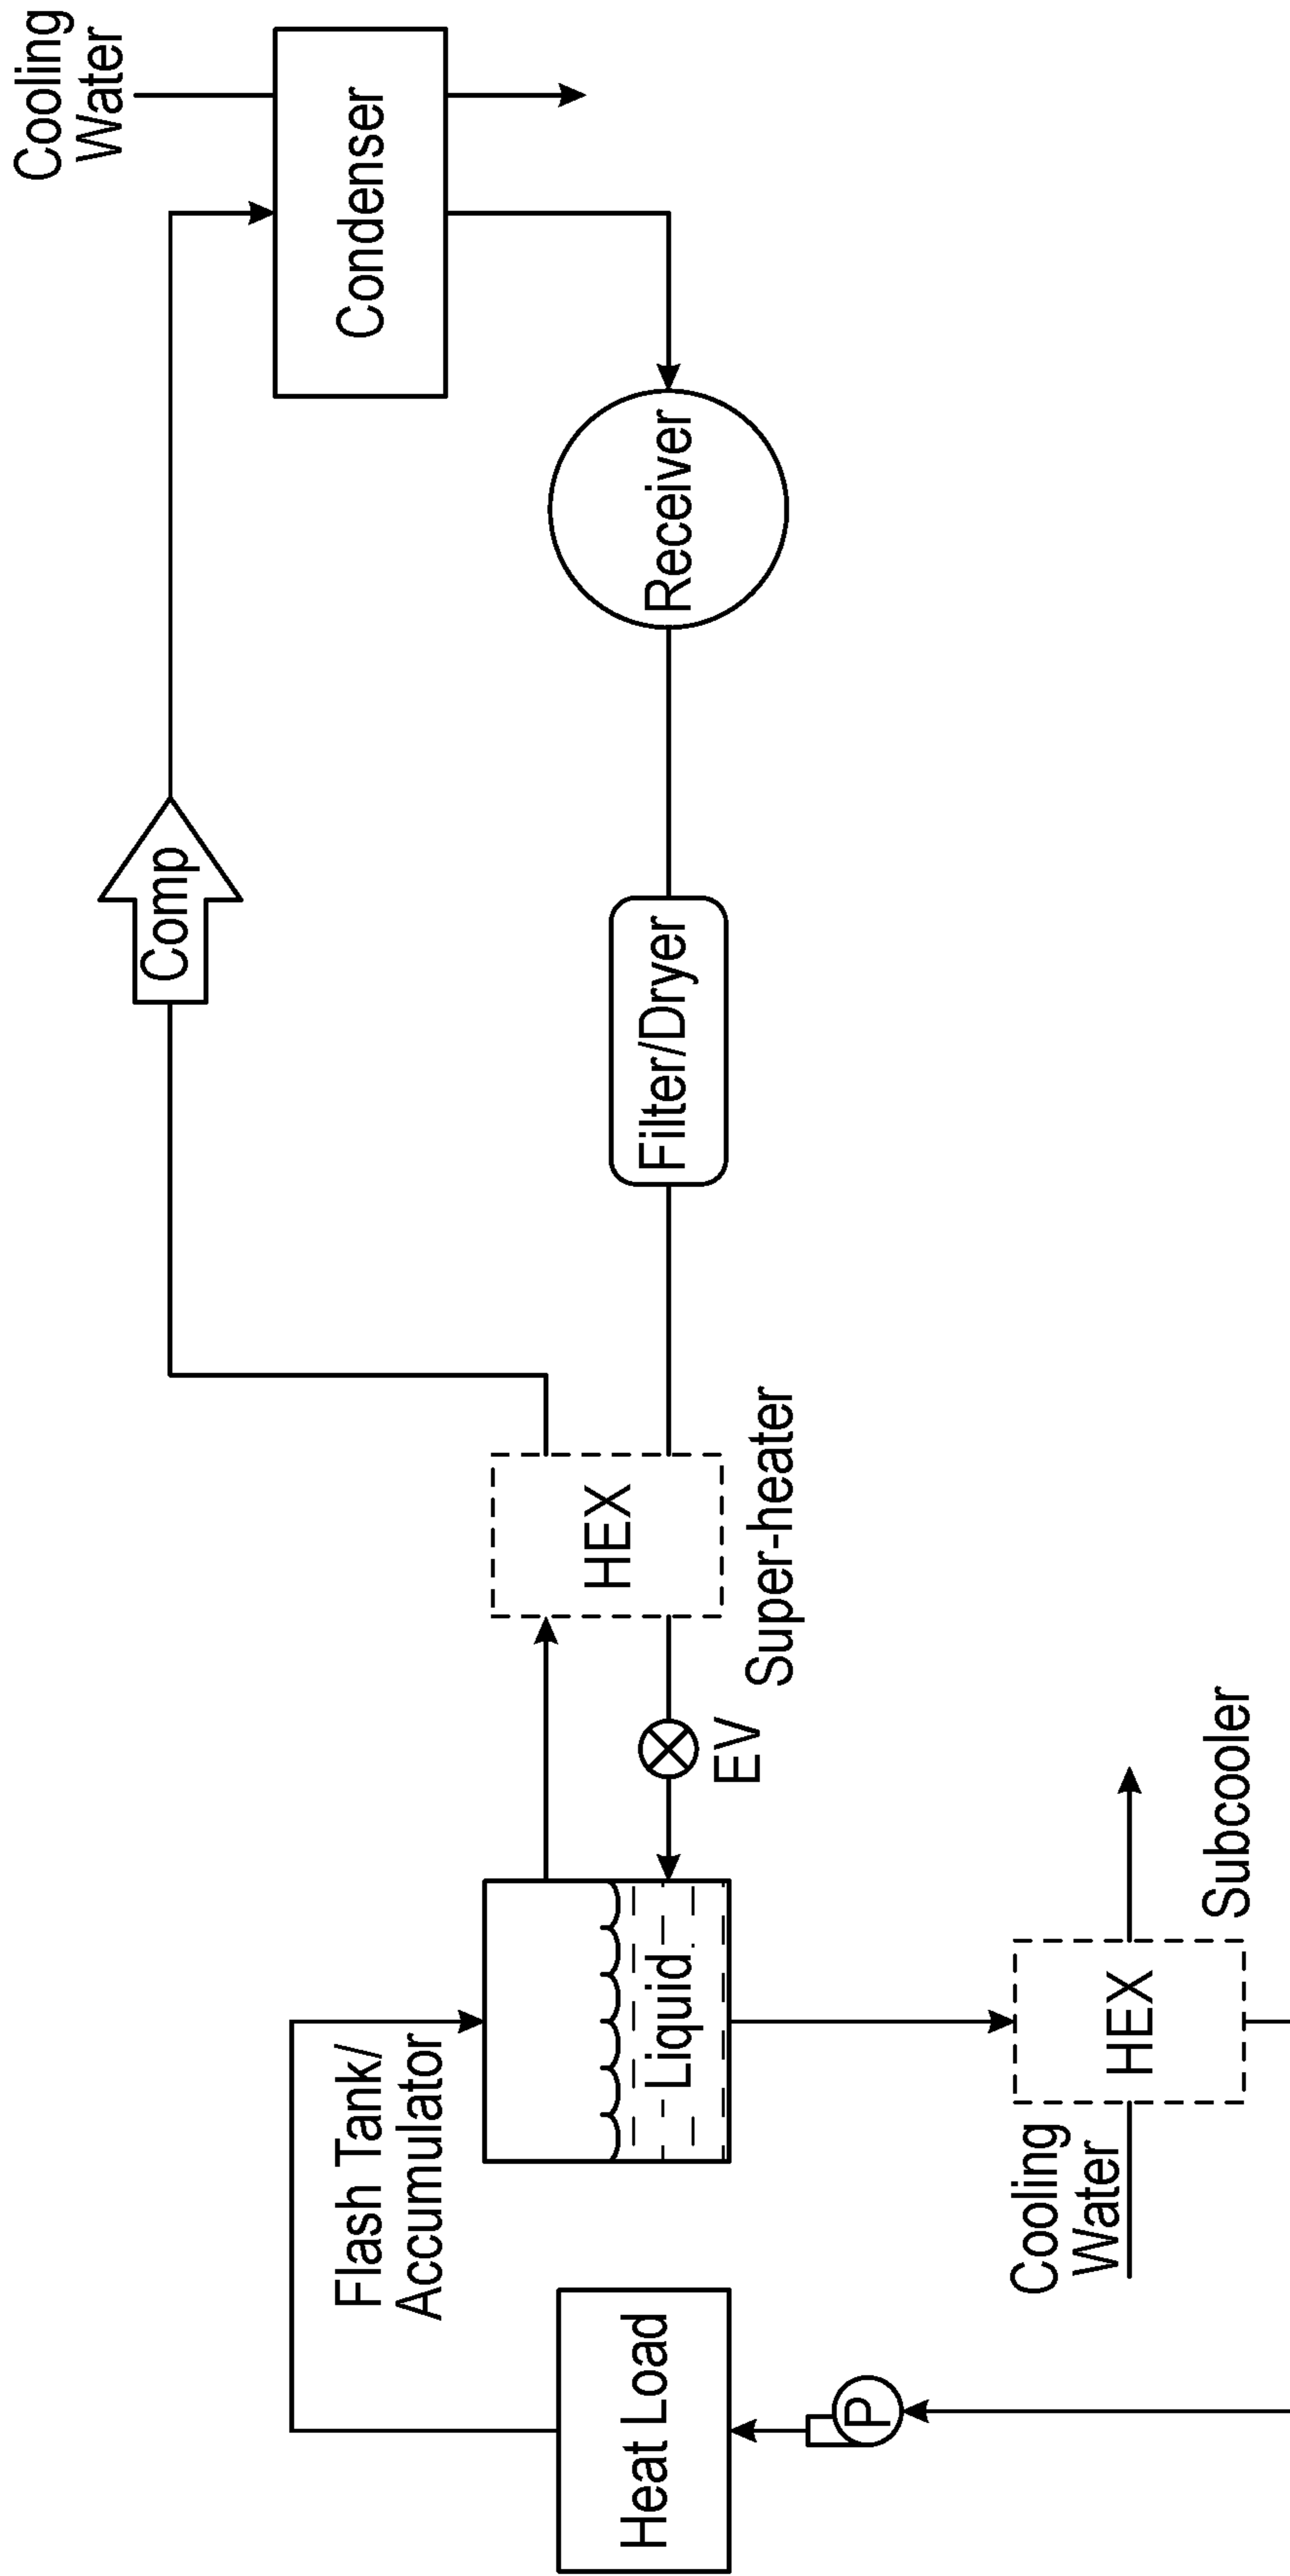 Cooling
Water
Condenser
Comp
Receiver
Filter/Dryer
HEX
Super-heater
EV
Flash Tank/
Accumulator
Liquid
Heat Load
P
Cooling
Water
HEX
Subcooler